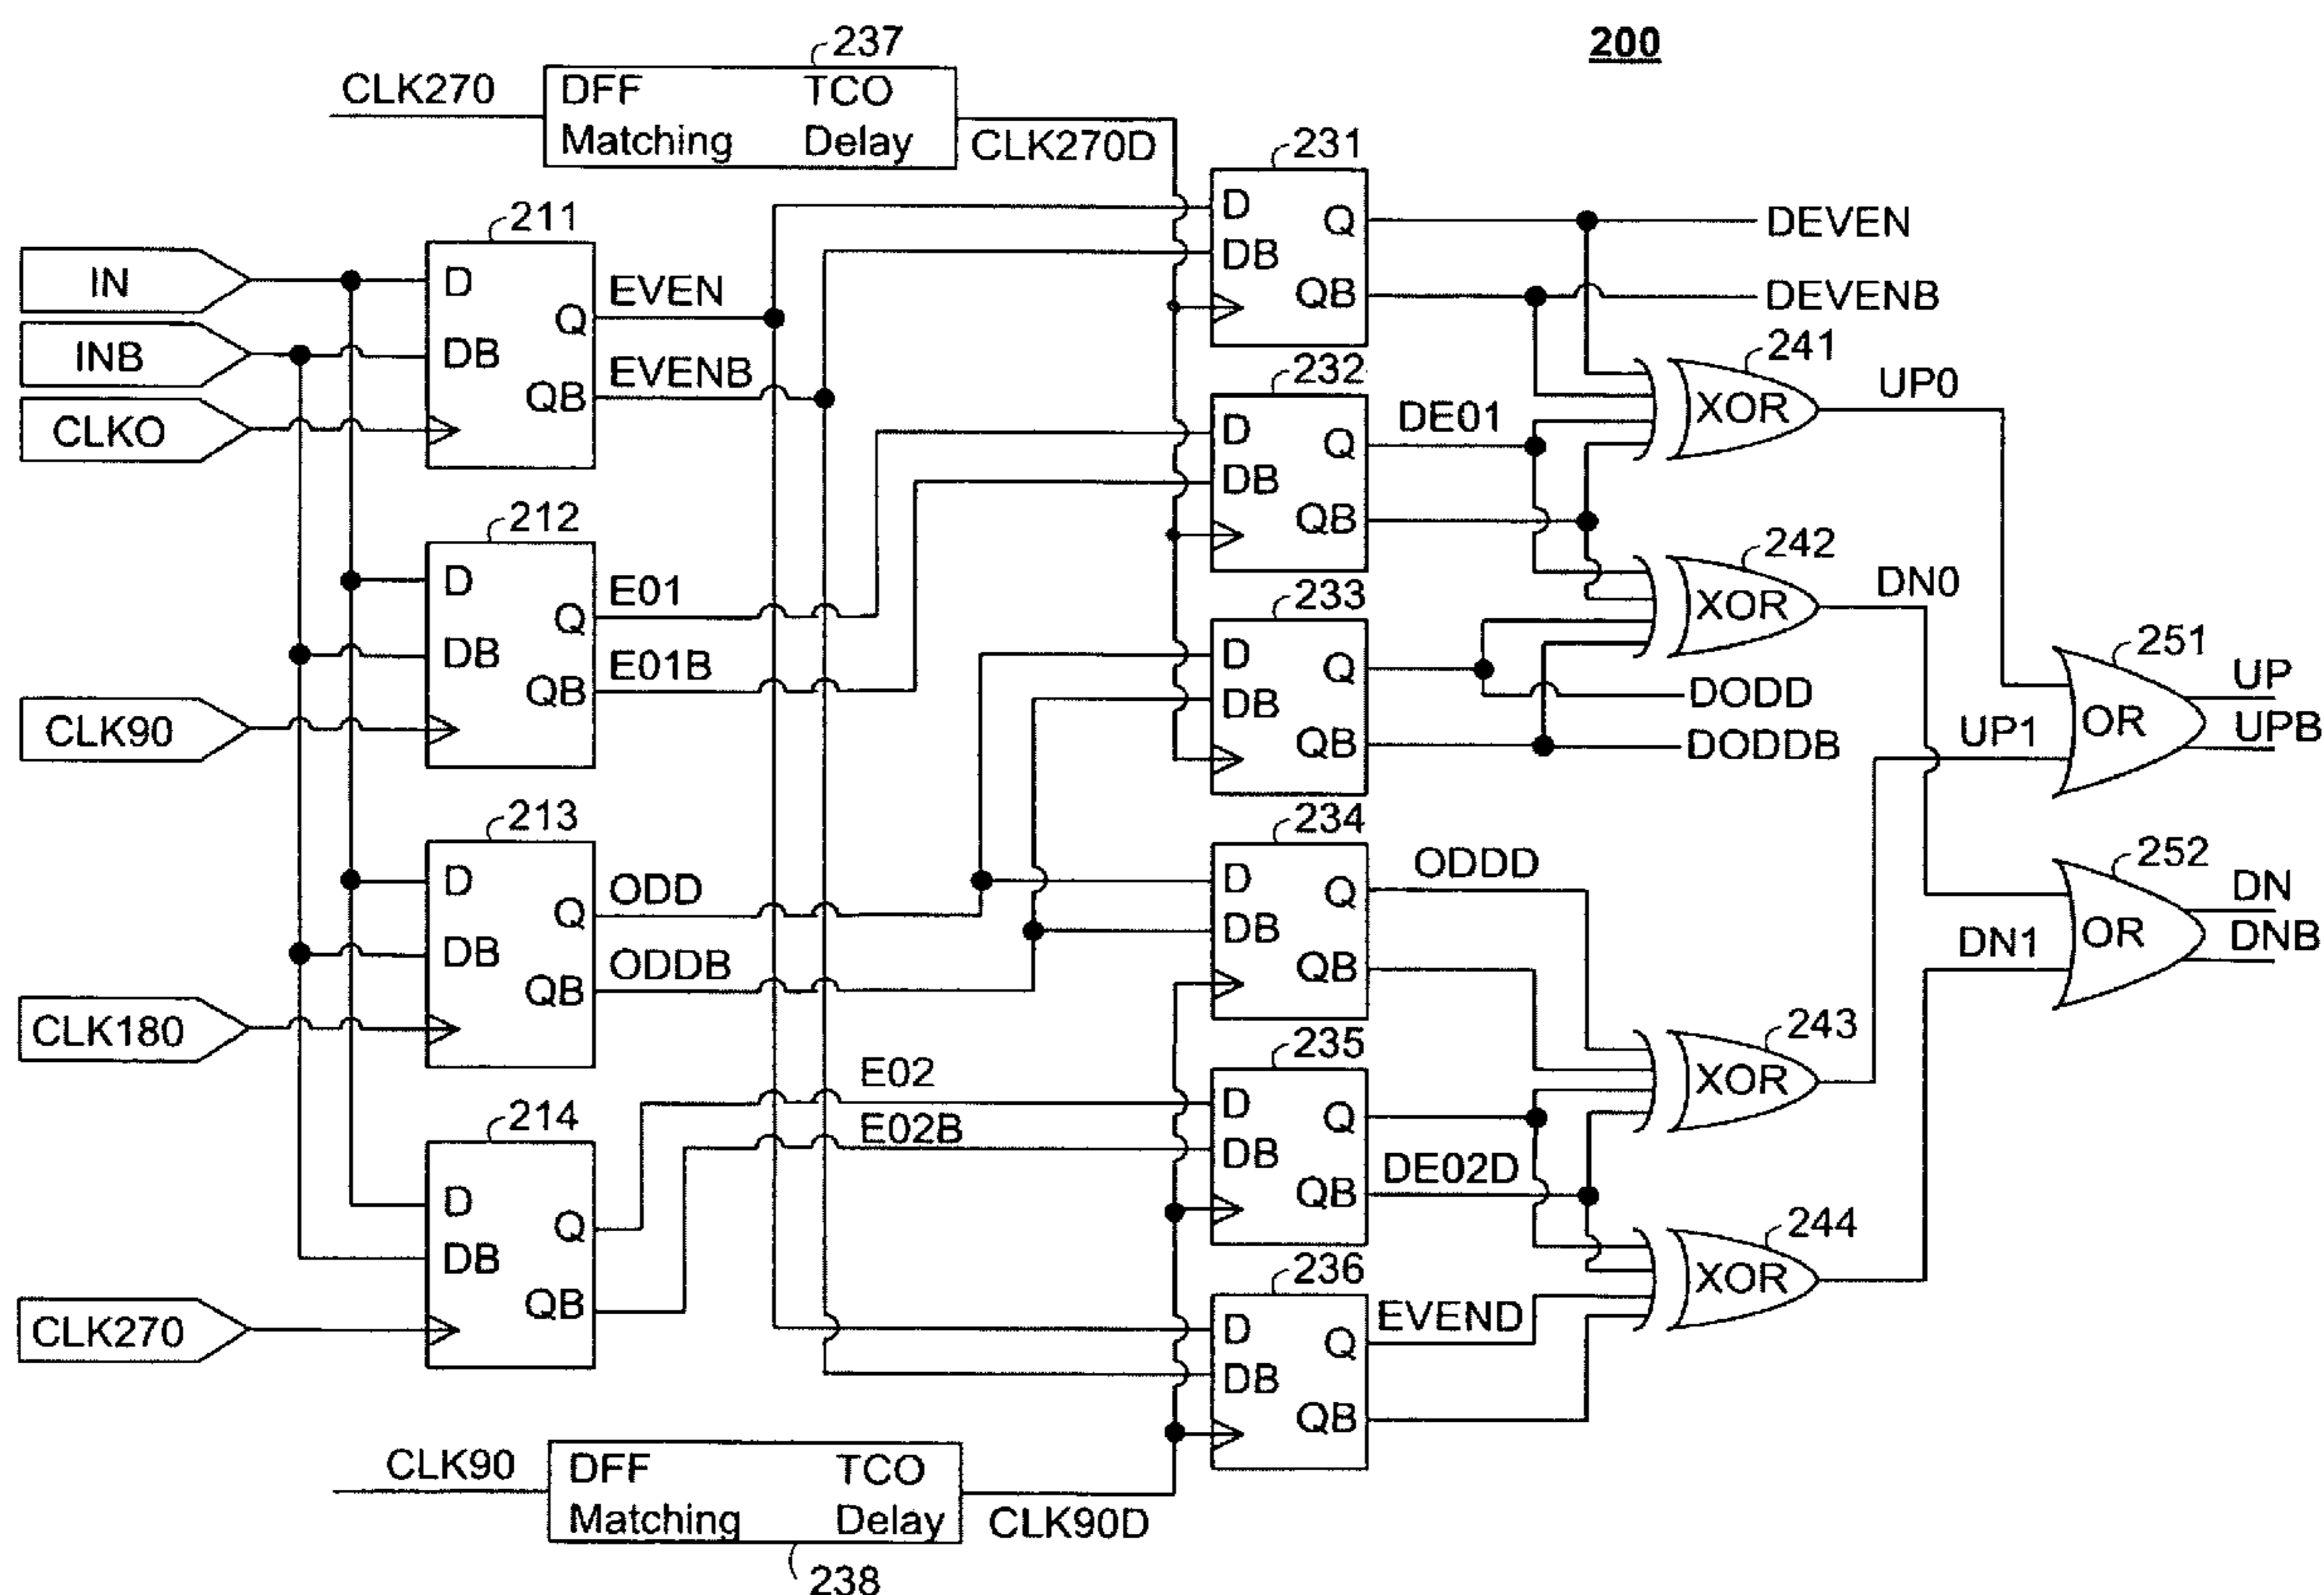 200
237
CLK270
DFF TCO
Matching Delay
CLK270D
231
D
DB
Q
QB
DEVEN
DEVENB
IN
INB
CLKO
211
D
DB
Q
QB
EVEN
EVENB
232
D
DB
Q
QB
DE01
241
XOR
UP0
212
D
DB
Q
QB
E01
E01B
CLK90
242
XOR
DN0
233
D
DB
Q
QB
DODD
DODDB
251
OR
UP
UPB
UP1
213
D
DB
Q
QB
ODD
ODDB
CLK180
234
D
DB
Q
QB
ODDD
252
OR
DN
DNB
DN1
243
XOR
235
D
DB
Q
QB
DE02D
E02
E02B
214
D
DB
Q
QB
CLK270
244
XOR
236
D
DB
Q
QB
EVEND
CLK90
DFF TCO
Matching Delay
CLK90D
238